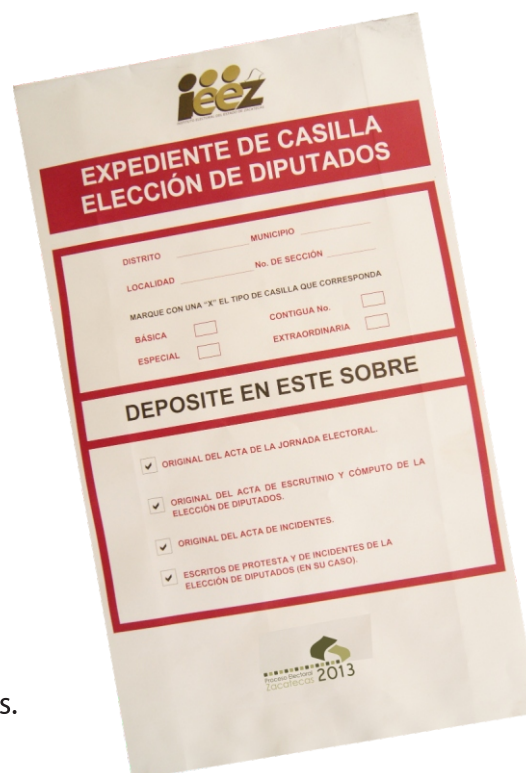 ieez
EXPEDIENTE DE CASILLA
ELECCIÓN DE DIPUTADOS
DISTRITO MUNICIPIO
LOCALIDAD No. DE SECCIÓN
MARQUE CON UNA "X" EL TIPO DE CASILLA QUE CORRESPONDA
BÁSICA CONTIGUA No.
ESPECIAL EXTRAORDINARIA
DEPOSITE EN ESTE SOBRE
ORIGINAL DEL ACTA DE LA JORNADA ELECTORAL.
ORIGINAL DEL ACTA DE ESCRUTINIO Y CÓMPUTO DE LA
ELECCIÓN DE DIPUTADOS.
ORIGINAL DEL ACTA DE INCIDENTES.
ESCRITOS DE PROTESTA Y DE INCIDENTES DE LA
ELECCIÓN DE DIPUTADOS (EN SU CASO).
Proceso Electoral
Zacatecas 2013
s.